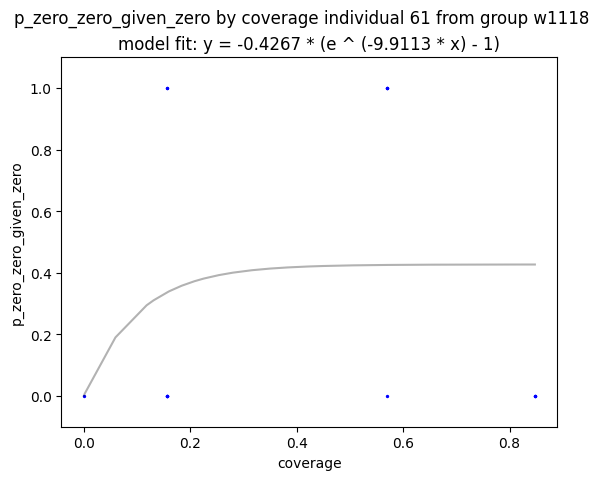 p_zero_zero_given_zero by coverage individual 61 from group w1118
model fit: y = -0.4267 * (e ^ (-9.9113 * x) - 1)
1.0
0.8
0.6
0.4
0.2
0.0
p_zero_zero_given_zero
0.0 0.2 0.4 0.6 0.8
coverage